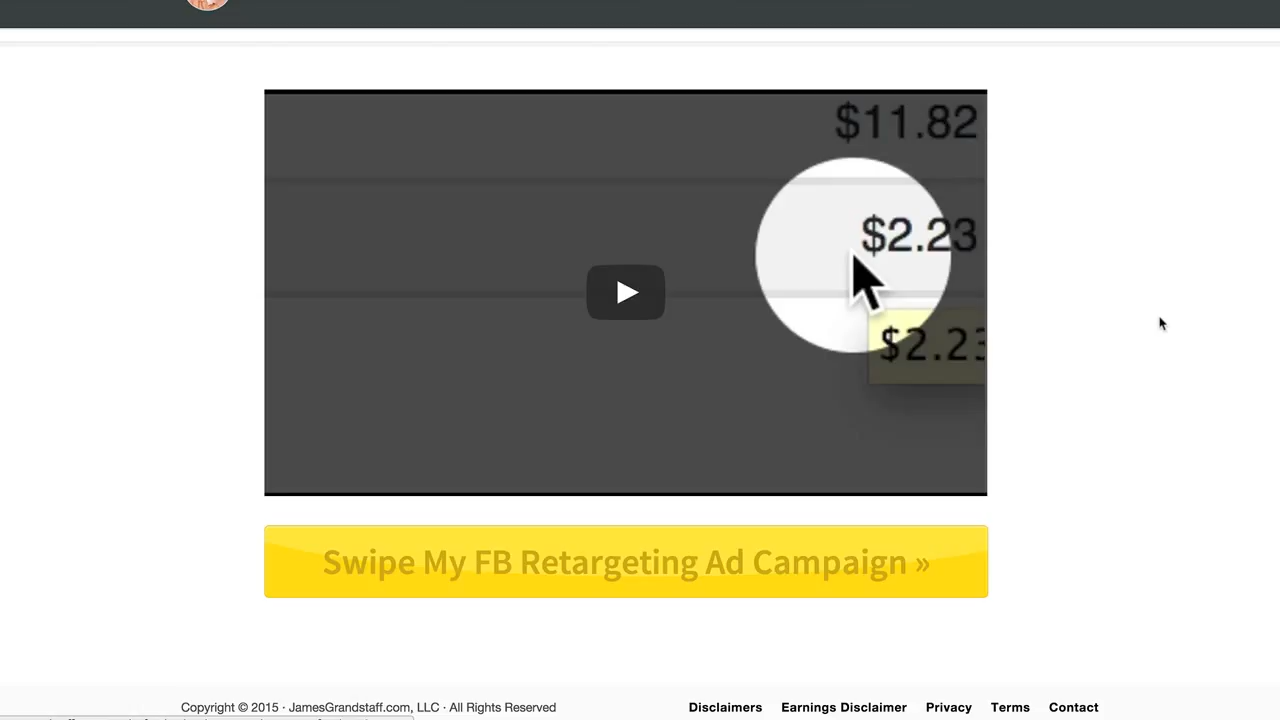 $11.82
$2.23
$2.23
Swipe My FB Retargeting Ad Campaign »
Copyright © 2015 · JamesGrandstaff.com, LLC · All Rights Reserved
Disclaimers Earnings Disclaimer Privacy Terms Contact